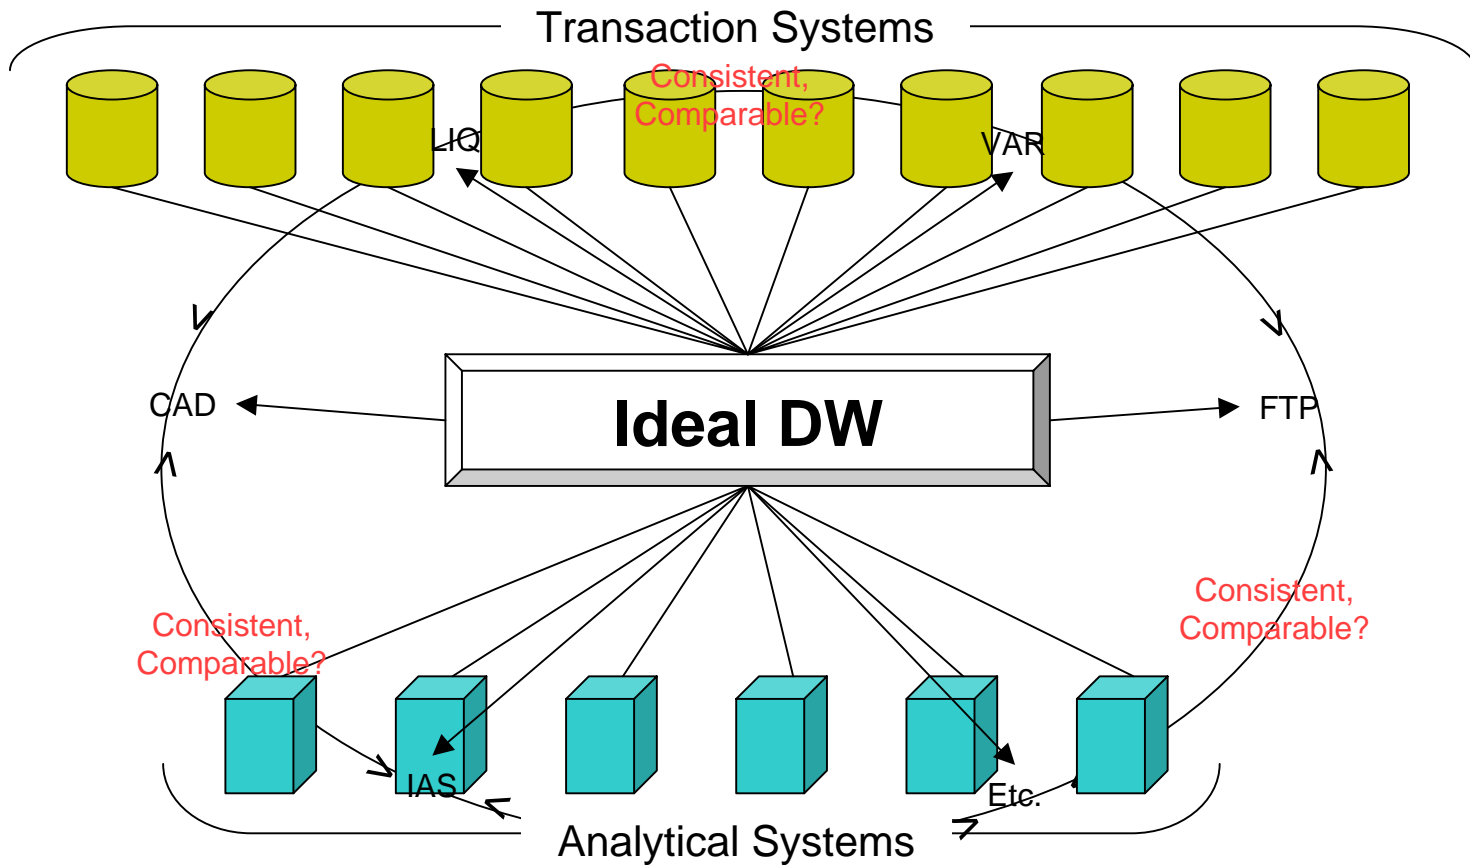 Transaction Systems
Consistent,
Comparable?
LIQ
VAR
CAD
Ideal DW
FTP
Consistent,
Comparable?
Consistent,
Comparable?
IAS
Etc.
Analytical Systems